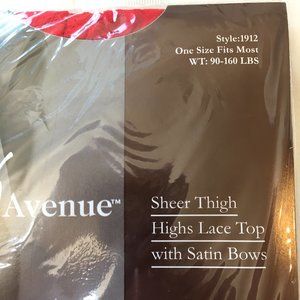 Style:1912
One Size Fits Most
WT: 90-160 LBS
Avenue™
Sheer Thigh
Highs Lace Top
with Satin Bows